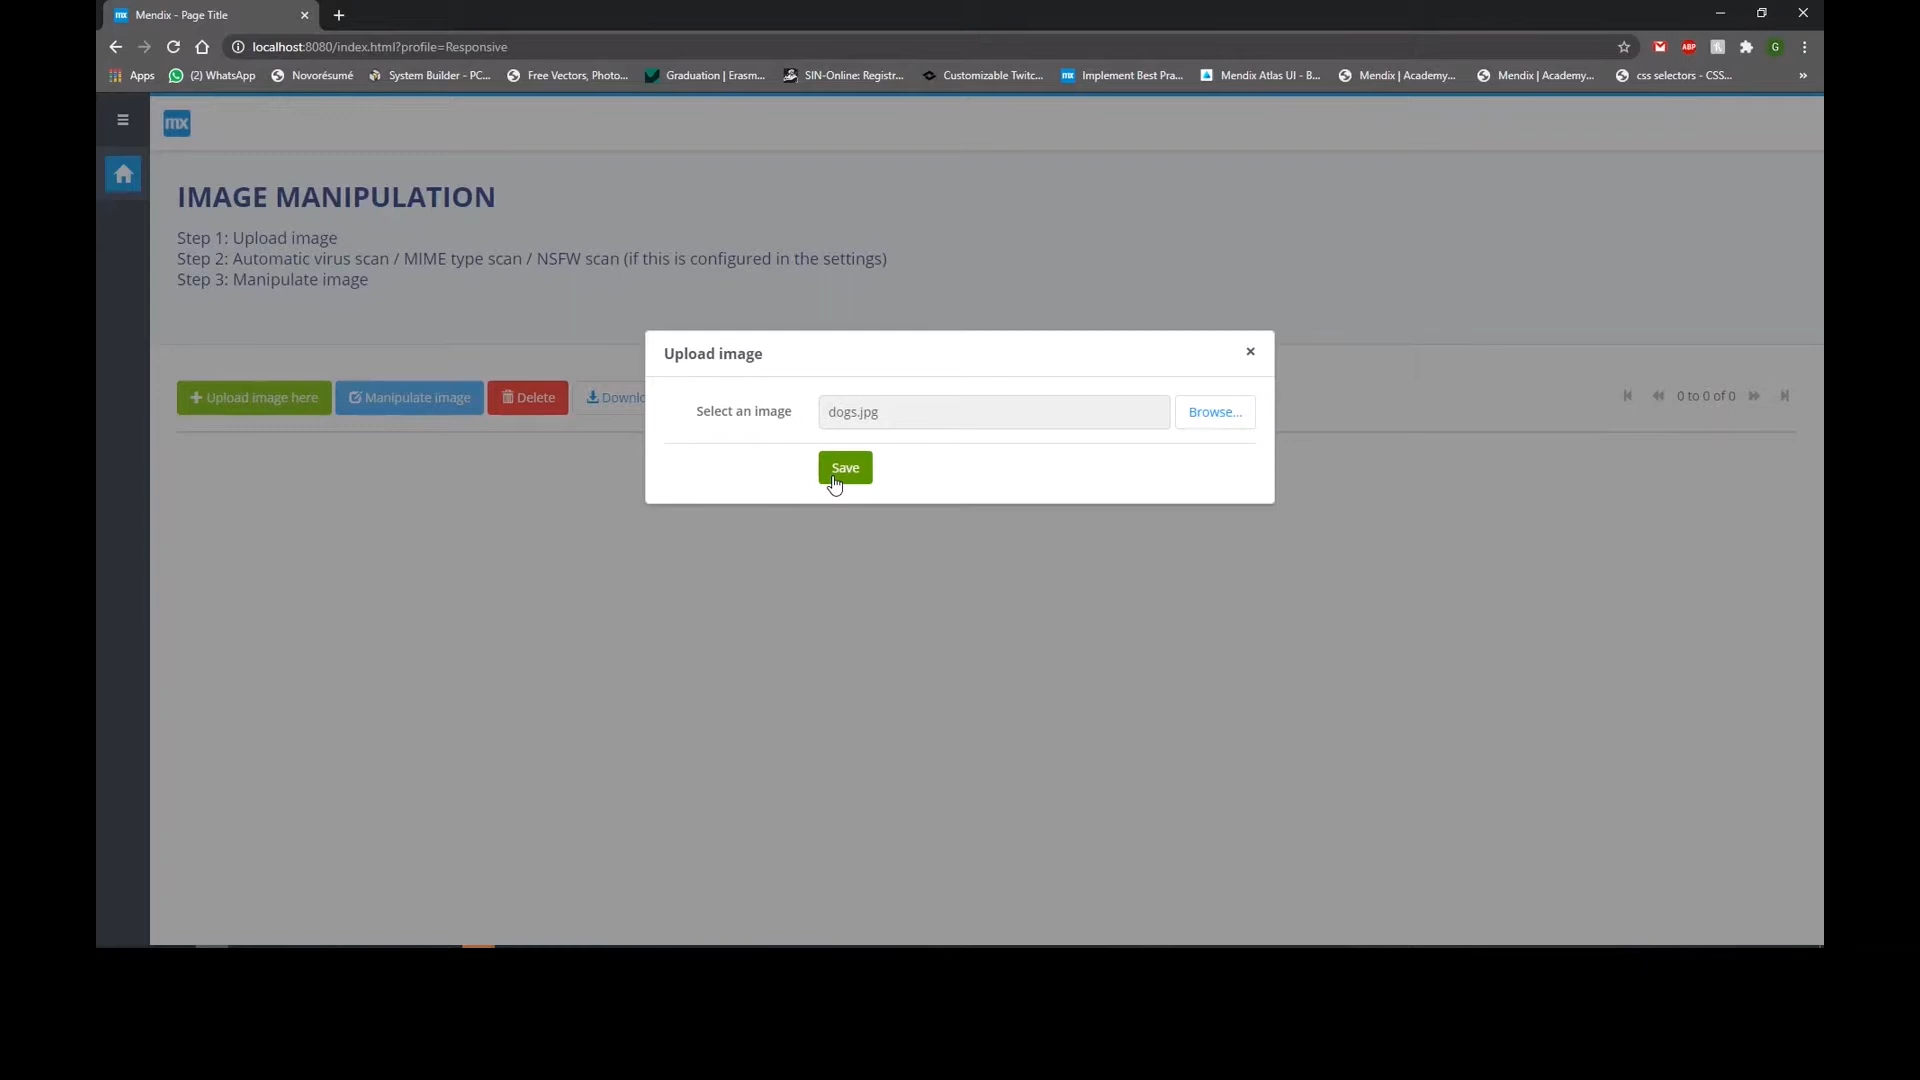 mx Mendix - Page Title
localhost:8080/index.html?profile=Responsive
ABP
G
Apps
(2) WhatsApp
Novorésumé
System Builder - PC...
Free Vectors, Photo...
Graduation | Erasm...
SIN-Online: Registr...
Customizable Twitc...
mx Implement Best Pra...
Mendix Atlas UI - B...
Mendix | Academy...
Mendix | Academy...
css selectors - CSS...
»
mx
IMAGE MANIPULATION
Step 1: Upload image
Step 2: Automatic virus scan / MIME type scan / NSFW scan (if this is configured in the settings)
Step 3: Manipulate image
Upload image
Upload image here
Manipulate image
Delete
Downlo
0 to 0 of 0
Select an image
dogs.jpg
Browse...
Save